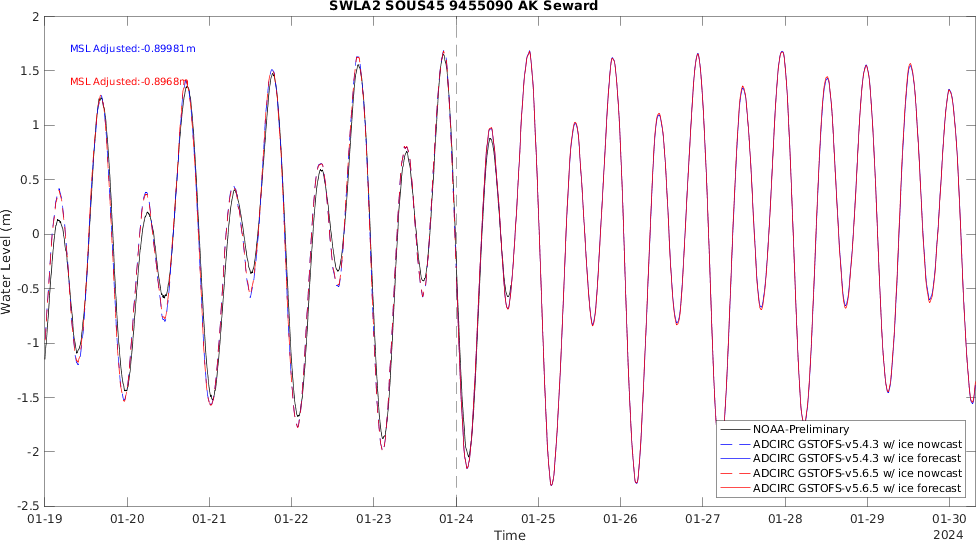 SWLA2 SOUS45 9455090 AK Seward
2
1.5
1
0.5
0
-0.5
-1
-1.5
-2
-2.5
Water Level (m)
MSL Adjusted:-0.89981m
MSL Adjusted:-0.8968m
NOAA-Preliminary
ADCIRC GSTOFS-v5.4.3 w/ ice nowcast
ADCIRC GSTOFS-v5.4.3 w/ ice forecast
ADCIRC GSTOFS-v5.6.5 w/ ice nowcast
ADCIRC GSTOFS-v5.6.5 w/ ice forecast
01-19 01-20 01-21 01-22 01-23 01-24 01-25 01-26 01-27 01-28 01-29 01-30
Time
2024